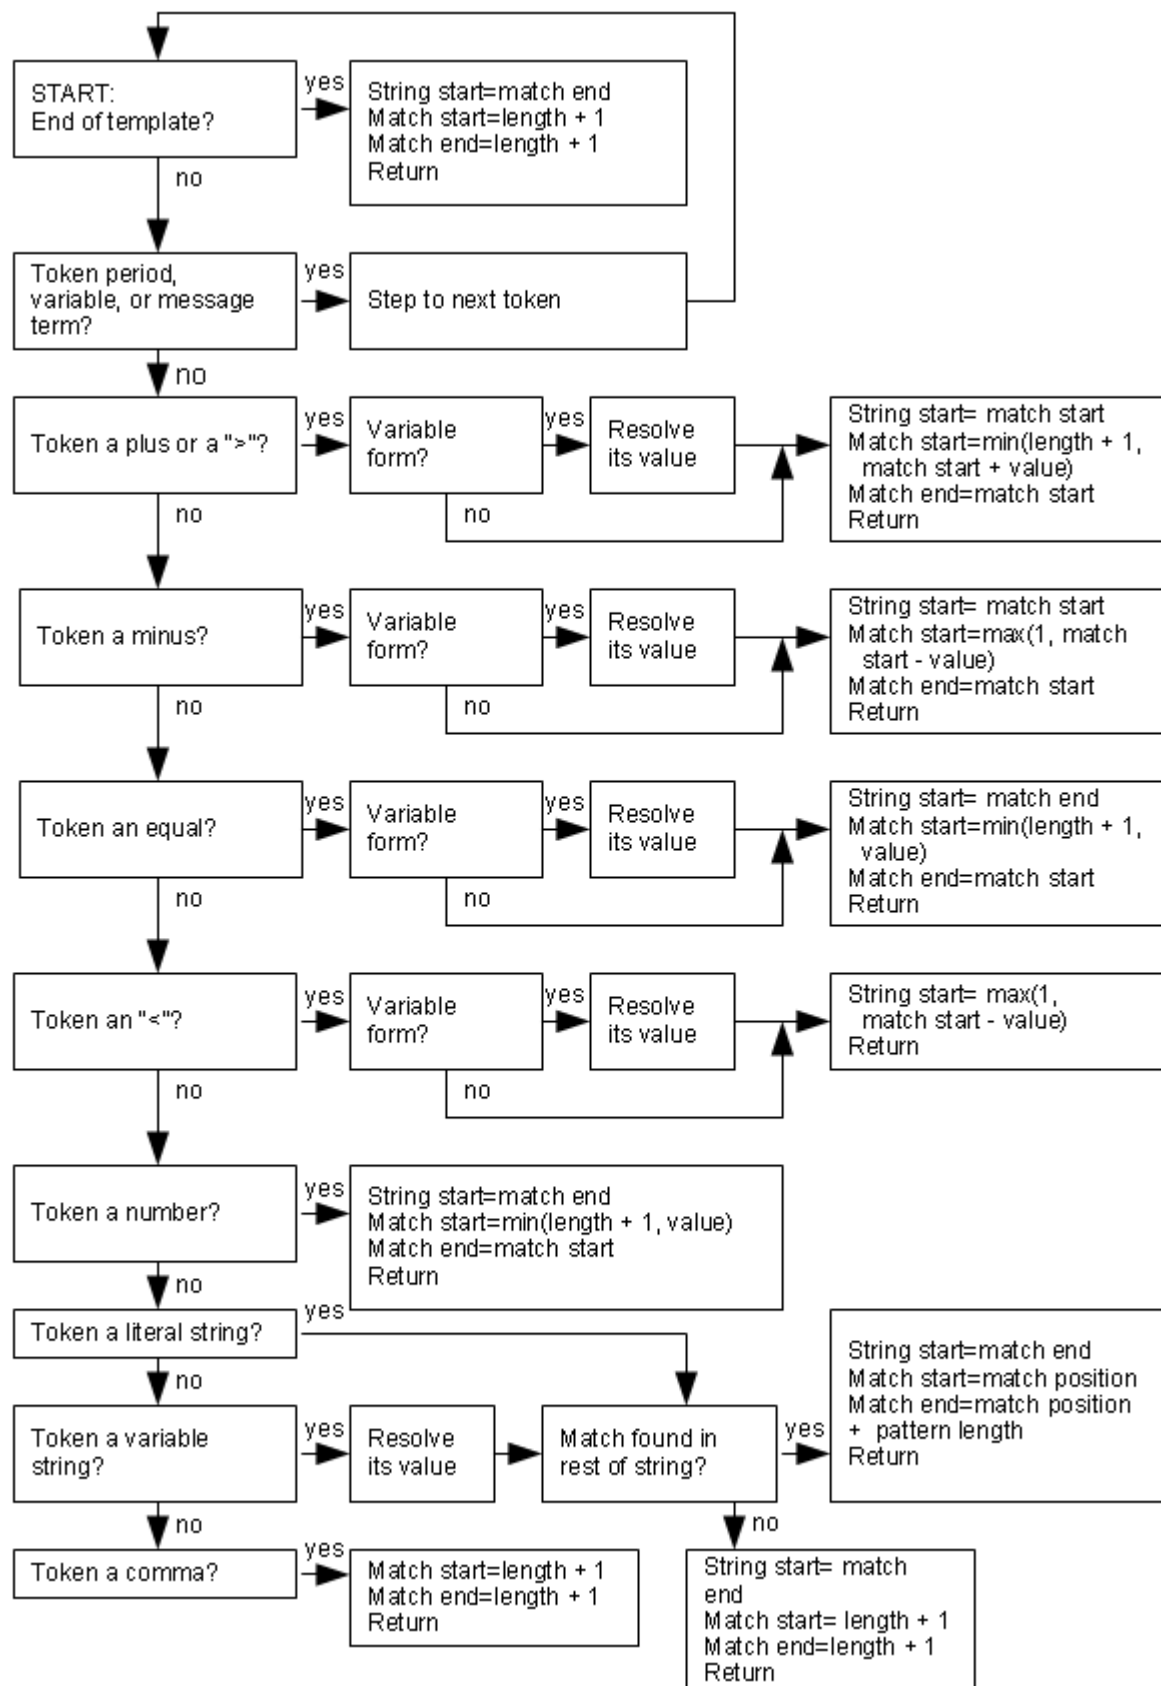 START:
End of template?
yes
String start=match end
Match start=length + 1
Match end=length + 1
Return
no
Token period,
variable, or message
term?
yes
Step to next token
no
Token a plus or a ">"?
yes
Variable
form?
yes
Resolve
its value
String start= match start
Match start=min(length + 1,
match start + value)
Match end=match start
Return
no
no
Token a minus?
yes
Variable
form?
yes
Resolve
its value
String start= match start
Match start=max(1, match
start - value)
Match end=match start
Return
no
no
Token an equal?
yes
Variable
form?
yes
Resolve
its value
String start= match end
Match start=min(length + 1,
value)
Match end=match start
Return
no
no
Token an "<"?
yes
Variable
form?
yes
Resolve
its value
String start= max(1,
match start - value)
Return
no
no
Token a number?
yes
String start=match end
Match start=min(length + 1, value)
Match end=match start
Return
no
Token a literal string?
yes
no
Token a variable
string?
yes
Resolve
its value
Match found in
rest of string?
yes
String start=match end
Match start=match position
Match end=match position
+ pattern length
Return
no
no
Token a comma?
yes
Match start=length + 1
Match end=length + 1
Return
String start= match
end
Match start= length + 1
Match end=length + 1
Return